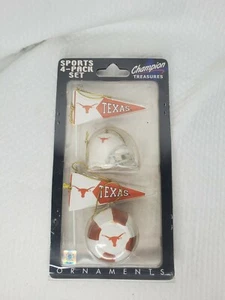 SPORTS
4-PACK
SET
Champion
TREASURES
TEXAS
TEXAS
ORNAMENTS